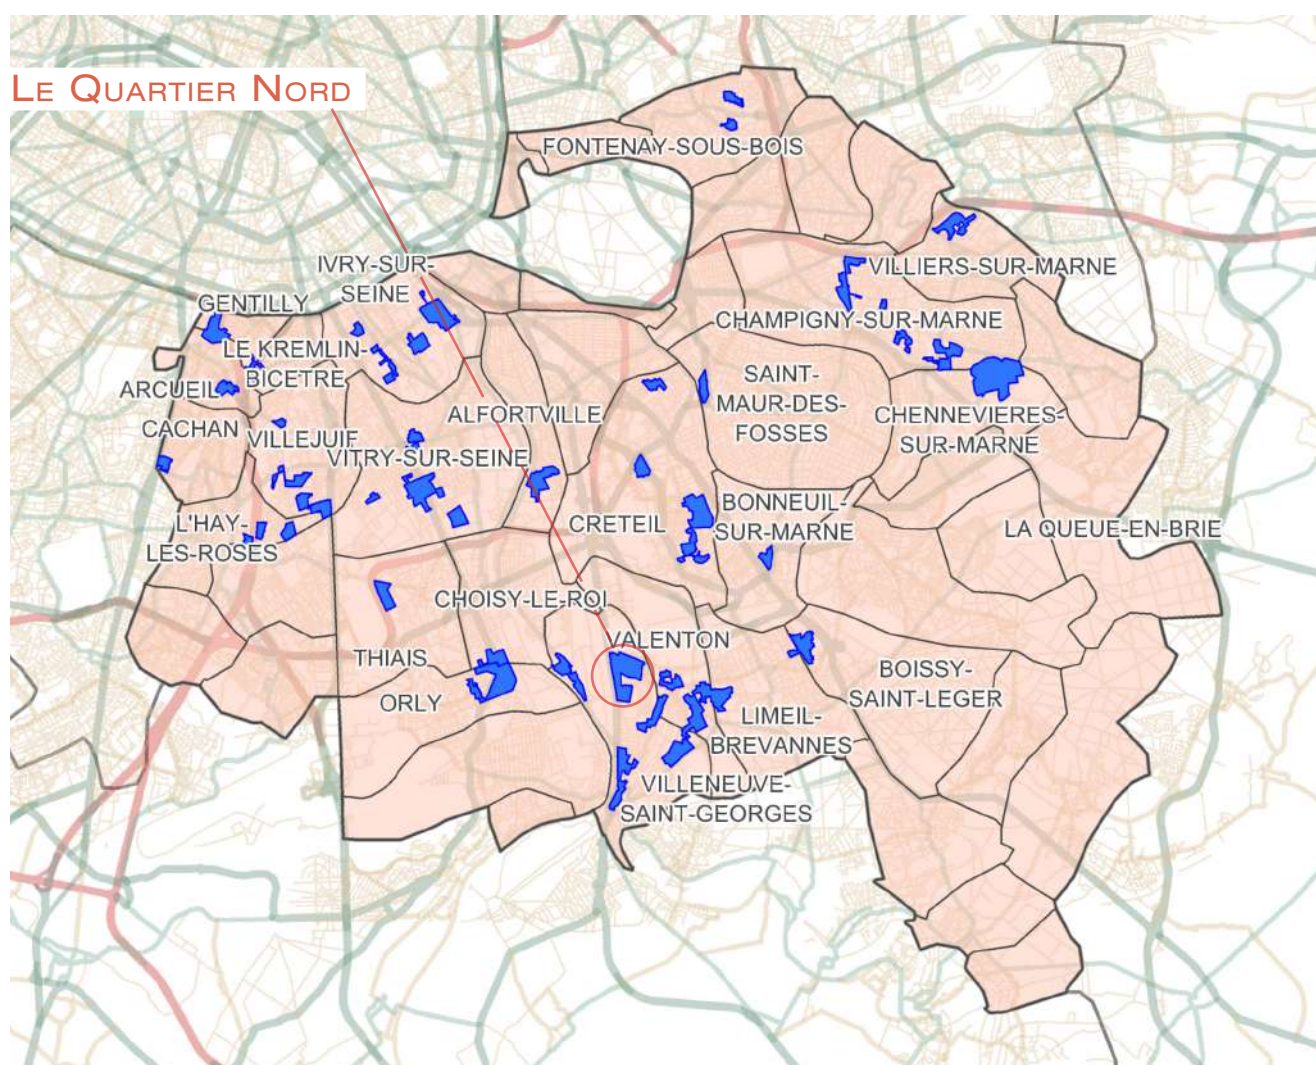 LE QUARTIER NORD
FONTENAY-SOUS-BOIS
IVRY-SUR-
SEINE
VILLIERS-SUR-MARNE
GENTILLY
CHAMPIGNY-SUR-MARNE
LE KREMLIN-
BICETRE
ARCUEIL
SAINT-
MAUR-DES-
FOSSES
ALFORTVILLE
CHENNEVIERES-
SUR-MARNE
CACHAN
VILLEJUIF
VITRY-SUR-SEINE
BONNEUIL-
SUR-MARNE
L'HAY-
LES-ROSES
CRETEIL
LA QUEUE-EN-BRIE
CHOISY-LE-ROI
VALENTON
THIAIS
BOISSY-
SAINT-LEGER
ORLY
LIMEIL-
BREVANNES
VILLENEUVE-
SAINT-GEORGES